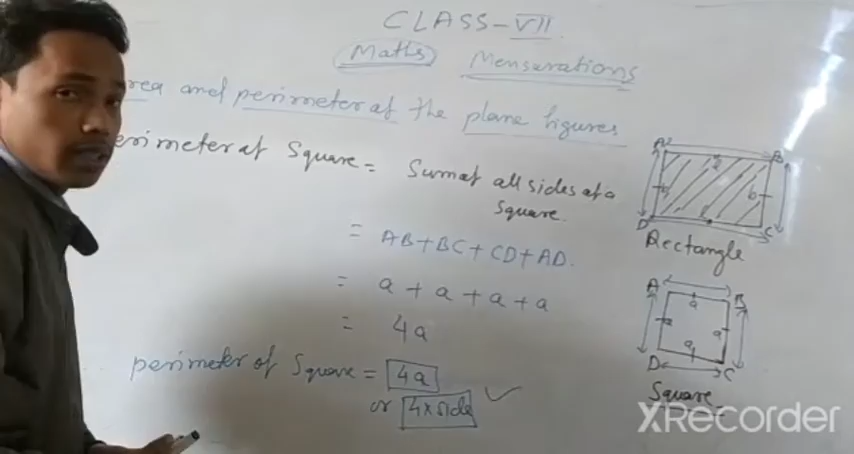 CLASS-VII
Maths Mensurations
rea and perimeter of the plane figures
erimeter of Square = Sum of all sides of a
Square.
= AB+BC+CD+AD.
= a + a + a + a
= 4a
perimeter of Square = 4a
or 4×side
A B
b b
D C
Rectangle
A B
a
a a
a
D C
Square
XRecorder